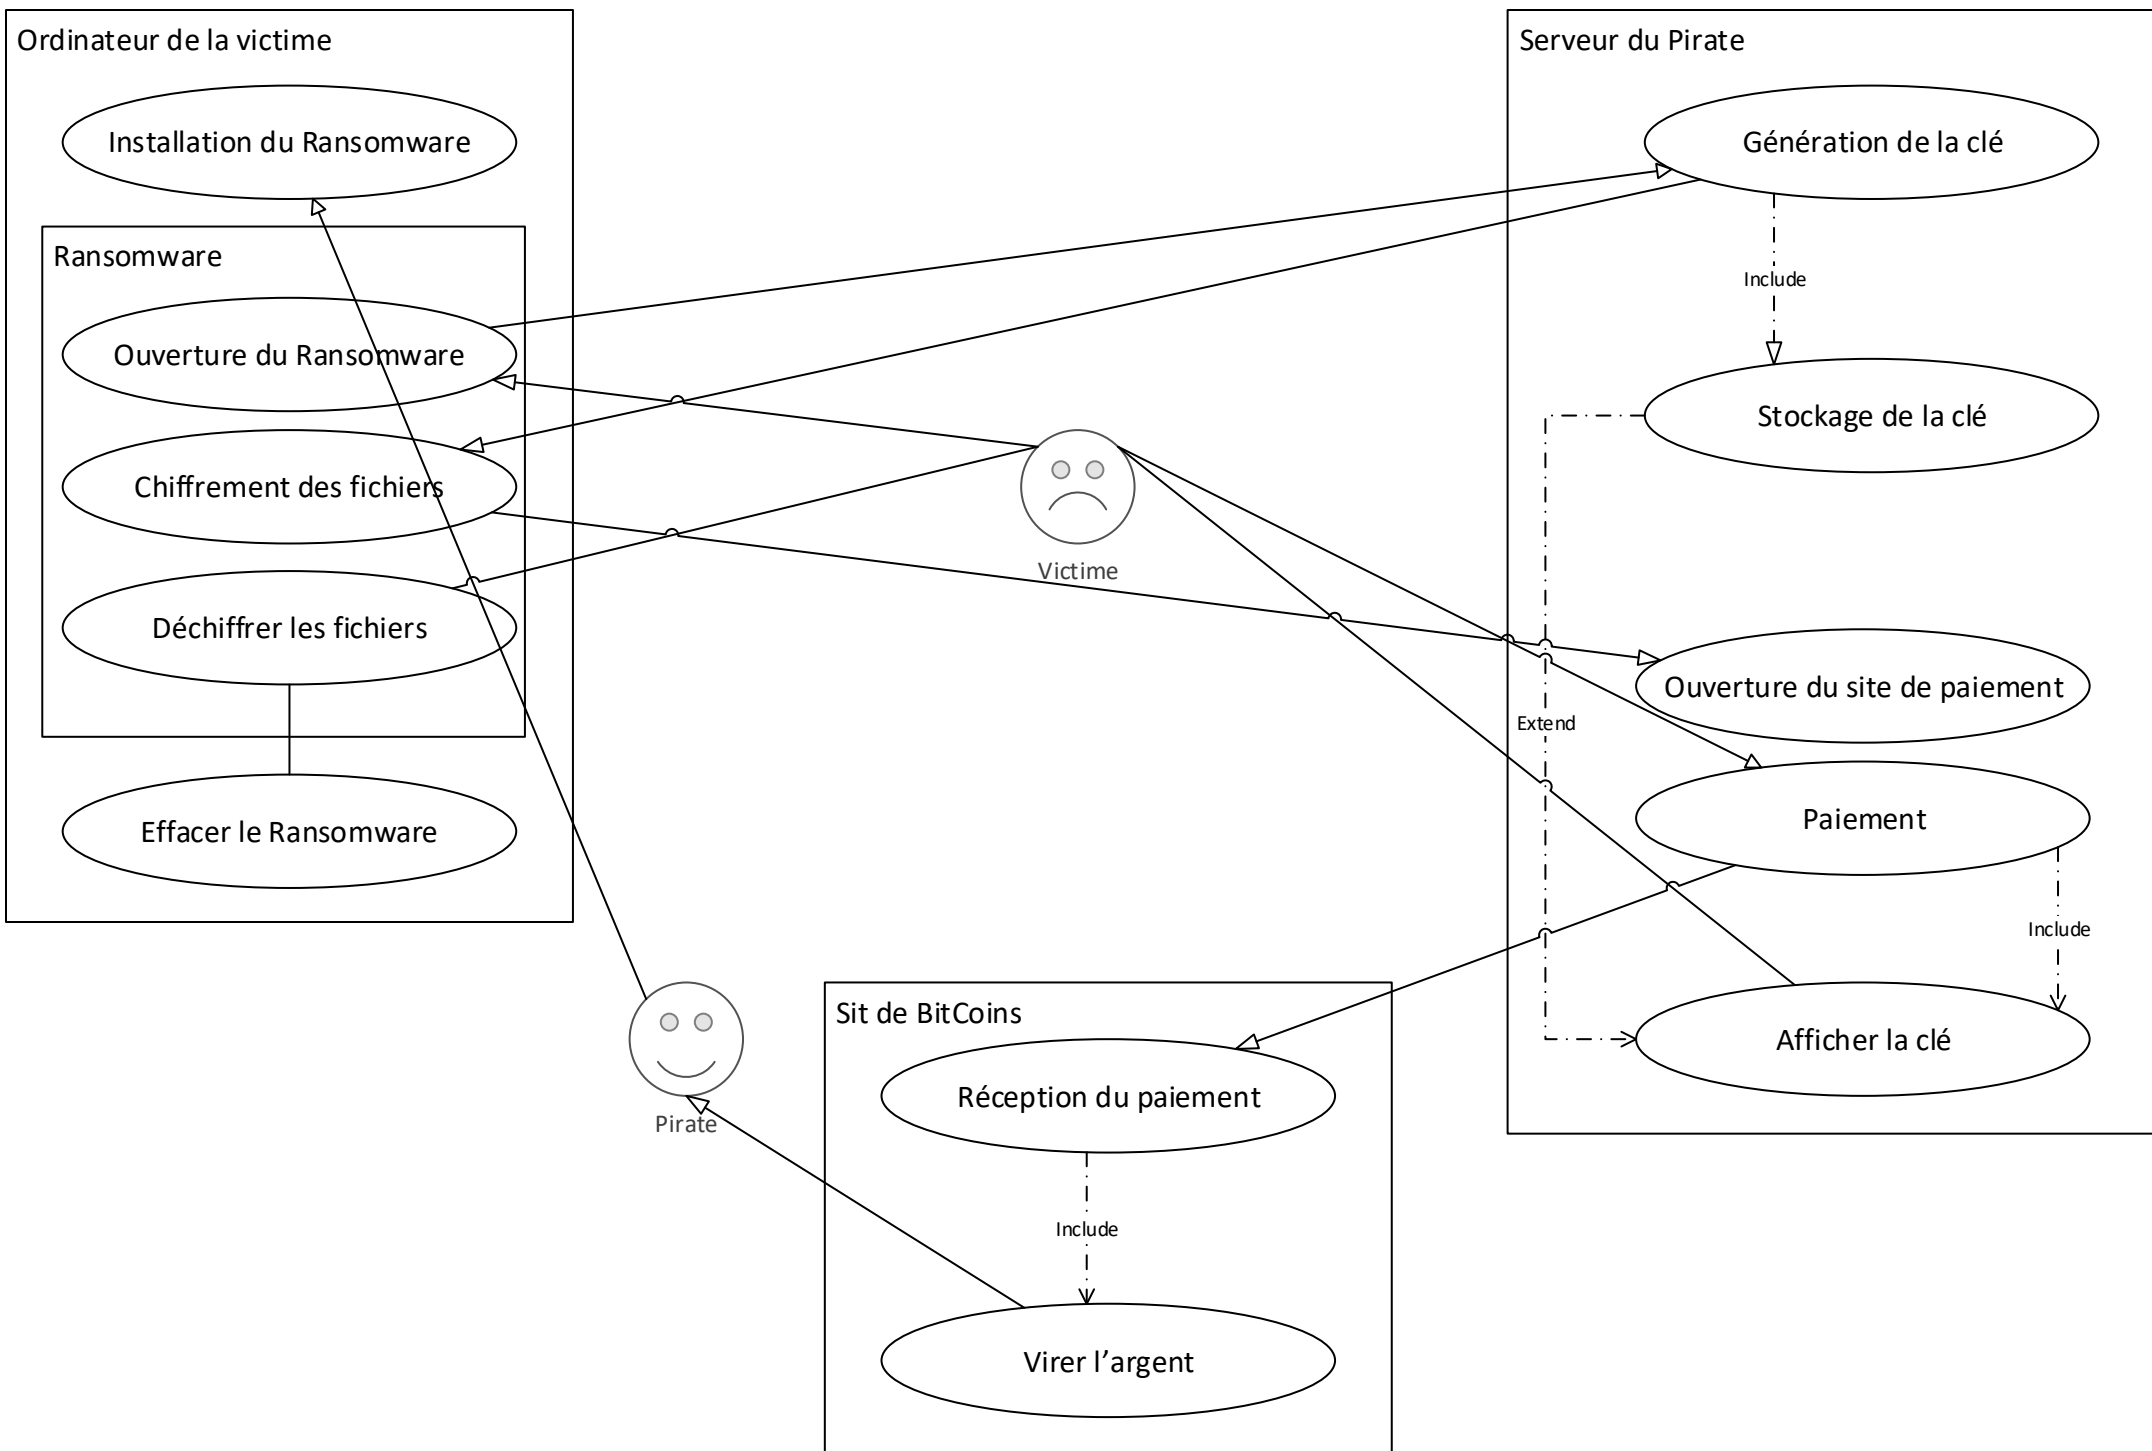 Ordinateur de la victime
Installation du Ransomware
Ransomware
Ouverture du Ransomware
Chiffrement des fichiers
Déchiffrer les fichiers
Effacer le Ransomware
Victime
Pirate
Sit de BitCoins
Réception du paiement
Include
Virer l’argent
Serveur du Pirate
Génération de la clé
Include
Stockage de la clé
Ouverture du site de paiement
Extend
Paiement
Include
Afficher la clé